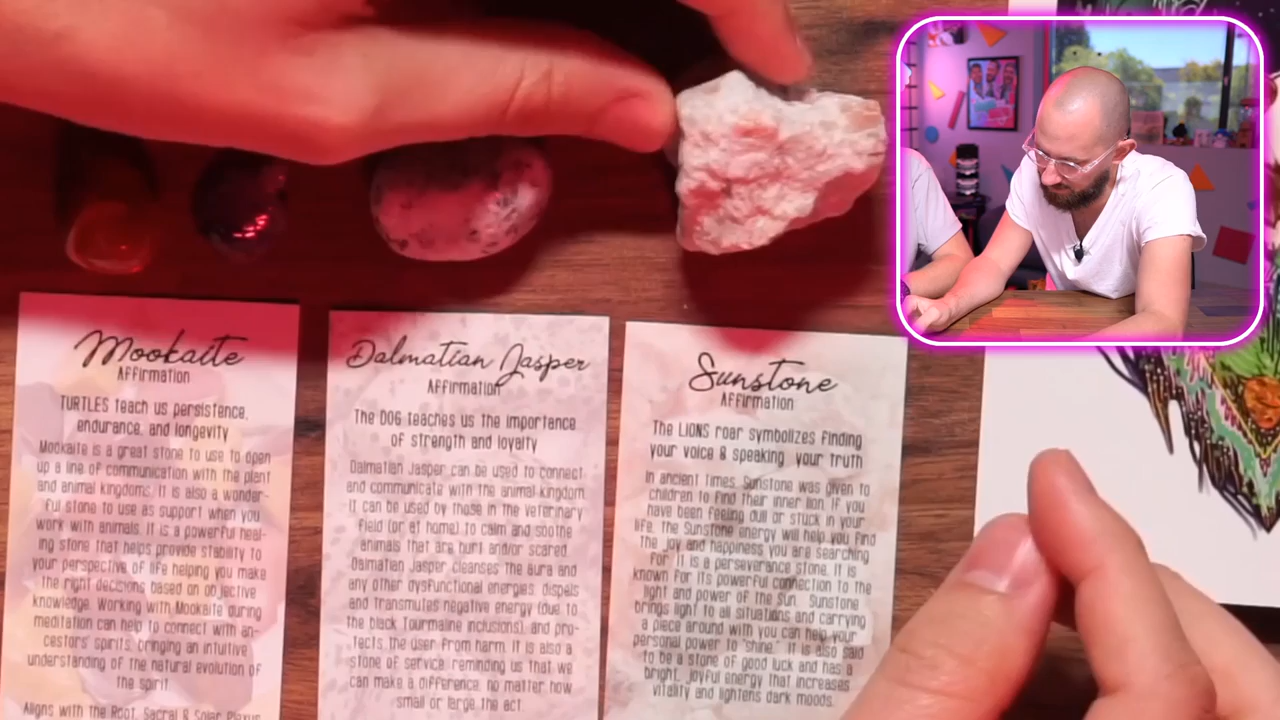 Mookaite
Affirmation
TURTLES teach us persistence,
endurance, and longevity
Mookaite is a great stone to use to open
up a line of communication with the plant
and animal kingdoms. It is also a wonder-
ful stone to use as support when you
work with animals. It is a powerful heal-
ing stone that helps provide stability to
your perspective of life helping you make
the right decisions based on objective
knowledge. Working with Mookaite during
meditation can help to connect with an-
cestors' spirits, bringing an intuitive
understanding of the natural evolution of
the spirit.
Aligns with the Root, Sacral & Solar Plexus
Dalmatian Jasper
Affirmation
The DOG teaches us the importance
of strength and loyalty
Dalmatian Jasper can be used to connect
and communicate with the animal kingdom.
It can be used by those in the veterinary
field (or at home) to calm and soothe
animals that are hurt and/or scared.
Dalmatian Jasper cleanses the aura and
any other dysfunctional energies, dispels
and transmutes negative energy (due to
the black Tourmaline inclusions), and pro-
tects the user from harm. It is also a
stone of service, reminding us that we
can make a difference, no matter how
small or large the act.
Sunstone
Affirmation
The LIONS roar symbolizes finding
your voice & speaking your truth
In ancient times, Sunstone was given to
children to find their inner lion. If you
have been feeling dull or stuck in your
life, the Sunstone energy will help you find
the joy and happiness you are searching
for. It is a perseverance stone. It is
known for its powerful connection to the
light and power of the Sun. Sunstone
brings light to all situations and carrying
a piece around with you can help your
personal power to "shine." It is also said
to be a stone of good luck and has a
bright, joyful energy that increases
vitality and lightens dark moods.